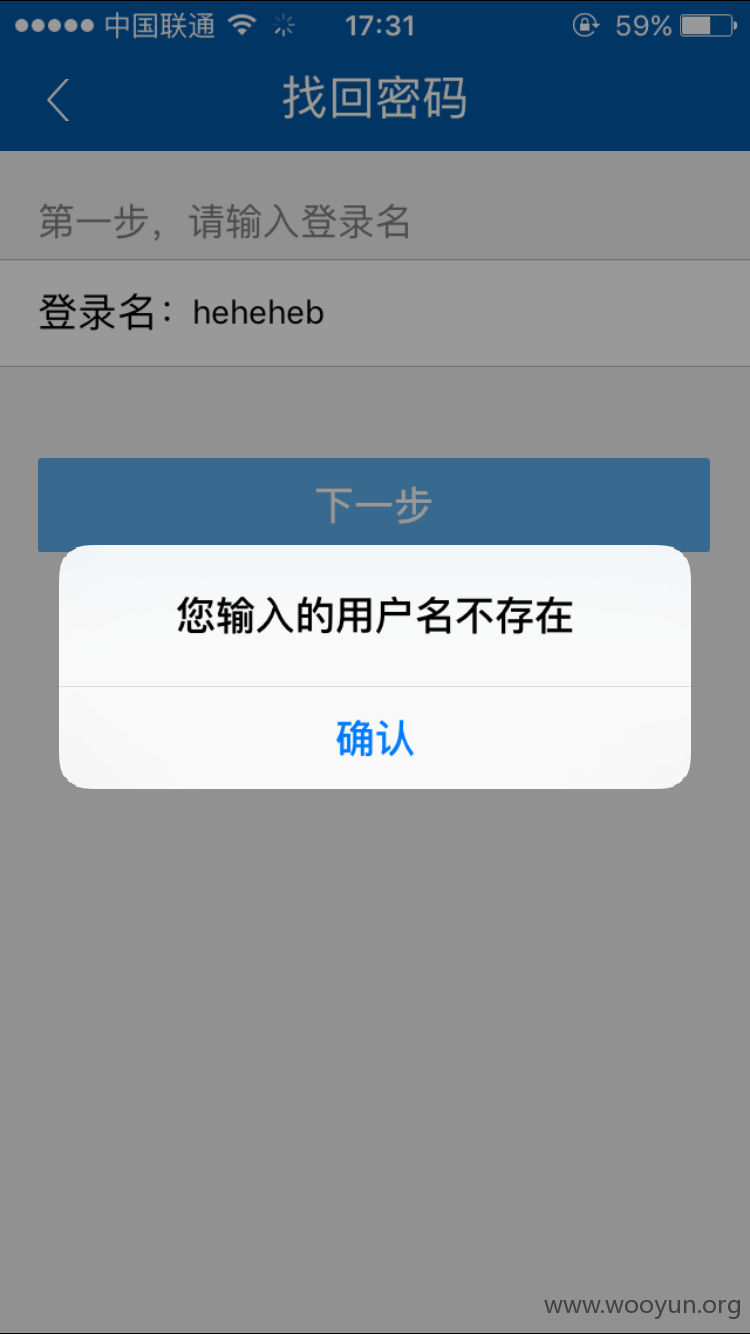 中国联通 17:31 59%
找回密码
第一步，请输入登录名
登录名：heheheb
下一步
您输入的用户名不存在
确认
www.wooyun.org